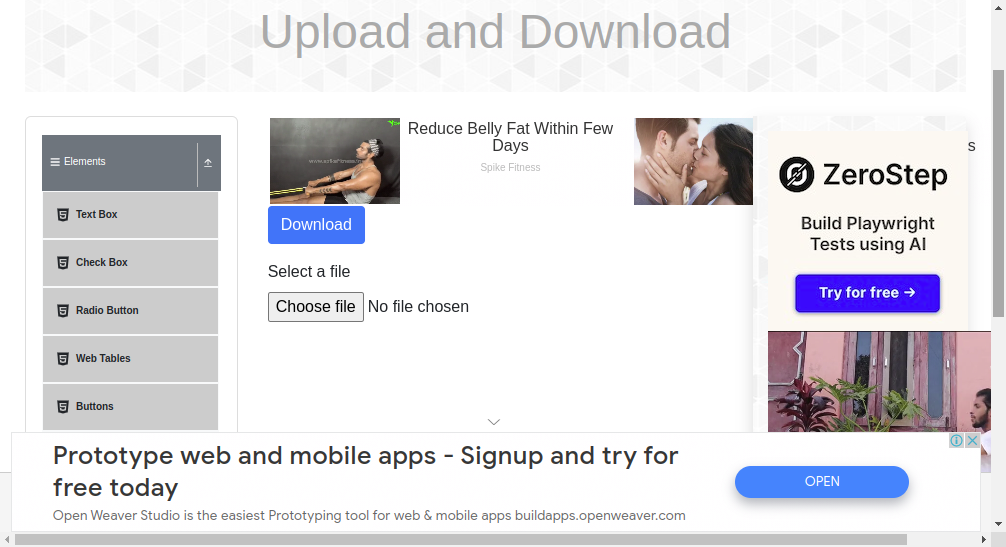 Upload and Download
Elements
Text Box
Check Box
Radio Button
Web Tables
Buttons
Reduce Belly Fat Within Few
Days
Spike Fitness
s
Download
Select a file
Choose file No file chosen
ZeroStep
Build Playwright
Tests using AI
Try for free →
Prototype web and mobile apps - Signup and try for
free today
Open Weaver Studio is the easiest Prototyping tool for web & mobile apps buildapps.openweaver.com
OPEN